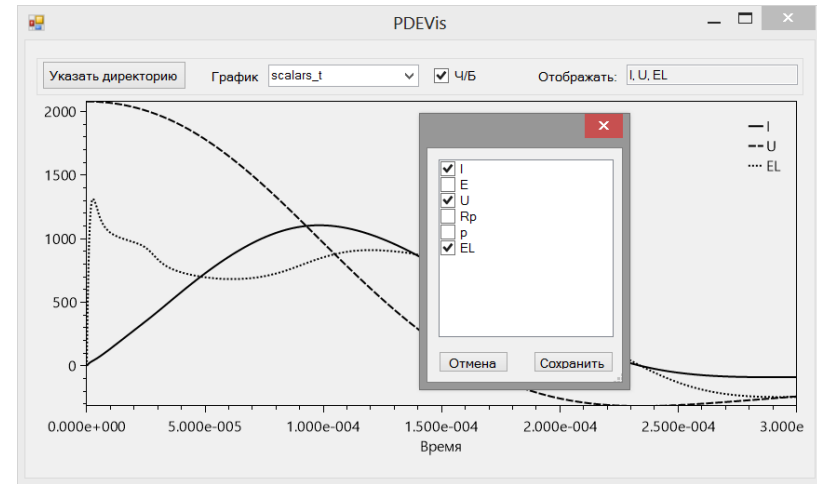 PDEVis
Указать директорию График scalars_t Ч/Б Отображать: I, U, EL
2000
1500
1000
500
0
I
U
EL
I
E
U
Rp
p
EL
Отмена Сохранить
0.000e+000 5.000e-005 1.000e-004 1.500e-004 2.000e-004 2.500e-004 3.000e
Время